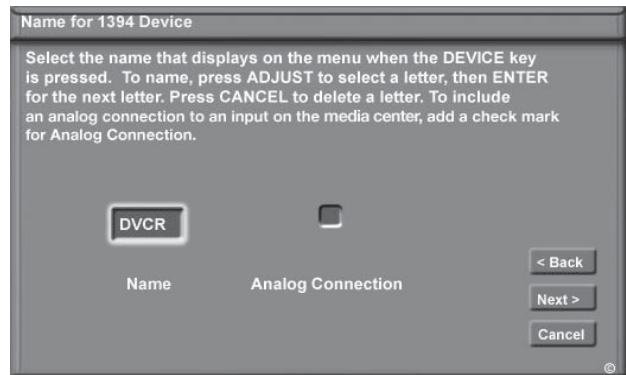 Name for 1394 Device
Select the name that displays on the menu when the DEVICE key
is pressed.  To name, press ADJUST to select a letter, then ENTER
for the next letter. Press CANCEL to delete a letter. To include
an analog connection to an input on the media center, add a check mark
for Analog Connection.
DVCR
Name
Analog Connection
< Back
Next >
Cancel
©